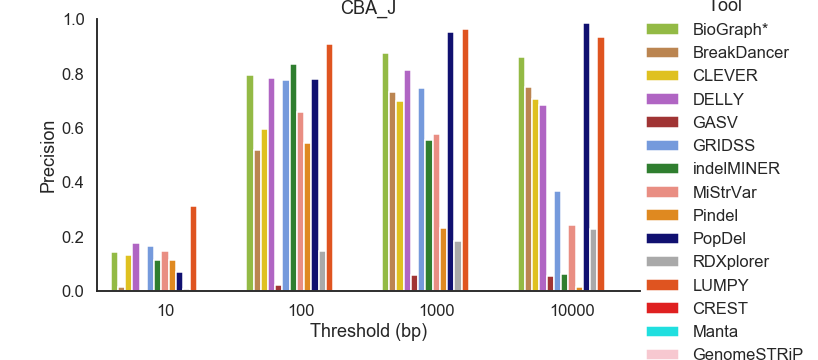 CBA_J
Tool
1.0
0.8
0.6
0.4
0.2
0.0
Precision
10
100
1000
10000
Threshold (bp)
BioGraph*
BreakDancer
CLEVER
DELLY
GASV
GRIDSS
indelMINER
MiStrVar
Pindel
PopDel
RDXplorer
LUMPY
CREST
Manta
GenomeSTRiP